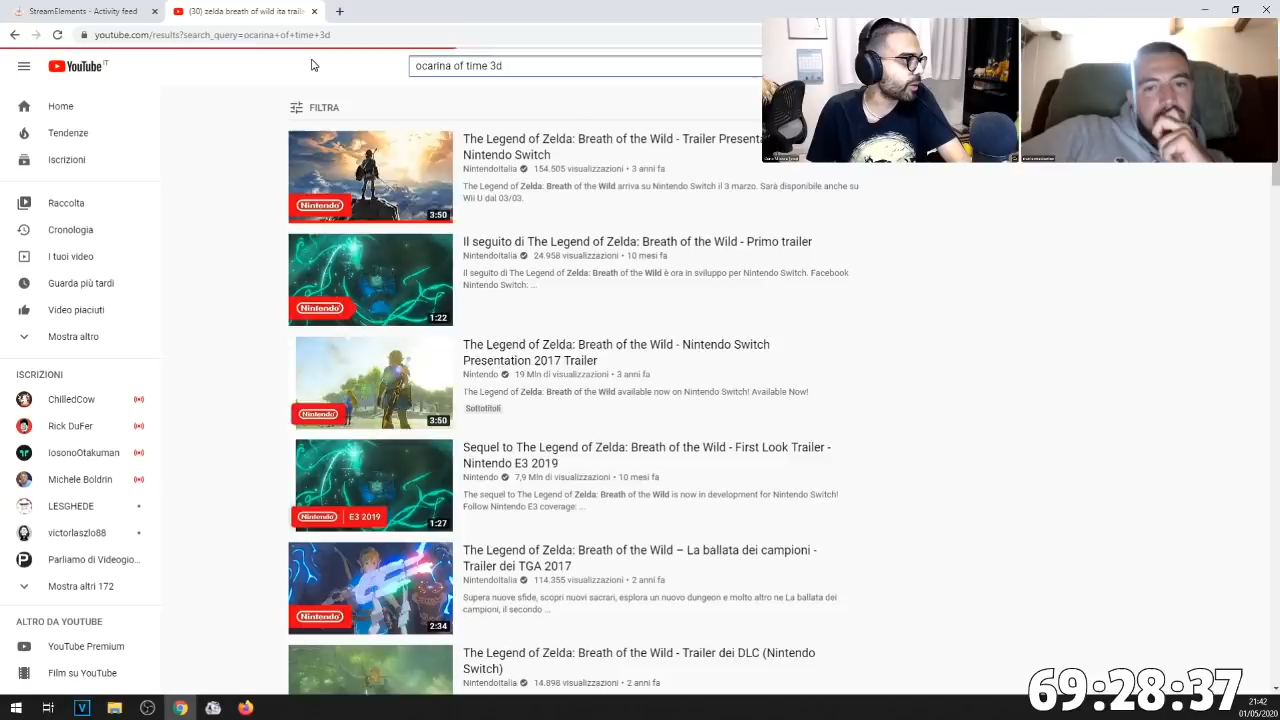 StreamElements - Activity feed
(30) zelda breath of wild ita traile
youtube.com/results?search_query=ocarina+of+time+3d
YouTube IT
ocarina of time 3d
FILTRA
Home
Tendenze
Iscrizioni
Raccolta
Cronologia
I tuoi video
Guarda più tardi
Video piaciuti
Mostra altro
ISCRIZIONI
ChilledCow
Rick DuFer
IosonoOtakuman
Michele Boldrin
LESGHEDE
victorlaszlo88
Parliamo di Videogio...
Mostra altri 172
ALTRO DA YOUTUBE
YouTube Premium
Film su YouTube
The Legend of Zelda: Breath of the Wild - Trailer Presenta
Nintendo Switch
NintendoItalia 154.505 visualizzazioni • 3 anni fa
The Legend of Zelda: Breath of the Wild arriva su Nintendo Switch il 3 marzo. Sarà disponibile anche su
Wii U dal 03/03.
Nintendo
3:50
Il seguito di The Legend of Zelda: Breath of the Wild - Primo trailer
NintendoItalia 24.958 visualizzazioni • 10 mesi fa
Il seguito di The Legend of Zelda: Breath of the Wild è ora in sviluppo per Nintendo Switch. Facebook
Nintendo Switch: ...
Nintendo
1:22
The Legend of Zelda: Breath of the Wild - Nintendo Switch
Presentation 2017 Trailer
Nintendo 19 Mln di visualizzazioni • 3 anni fa
The Legend of Zelda: Breath of the Wild available now on Nintendo Switch! Available Now!
Sottotitoli
Nintendo
3:50
Sequel to The Legend of Zelda: Breath of the Wild - First Look Trailer -
Nintendo E3 2019
Nintendo 7,9 Mln di visualizzazioni • 10 mesi fa
The sequel to The Legend of Zelda: Breath of the Wild is now in development for Nintendo Switch!
Follow Nintendo E3 coverage: ...
Nintendo E3 2019
1:27
The Legend of Zelda: Breath of the Wild – La ballata dei campioni -
Trailer dei TGA 2017
NintendoItalia 114.355 visualizzazioni • 2 anni fa
Supera nuove sfide, scopri nuovi sacrari, esplora un nuovo dungeon e molto altro ne La ballata dei
campioni, il secondo ...
Nintendo
2:34
The Legend of Zelda: Breath of the Wild - Trailer dei DLC (Nintendo
Switch)
NintendoItalia 14.898 visualizzazioni • 2 anni fa
69:28:37
21:42
01/05/2020